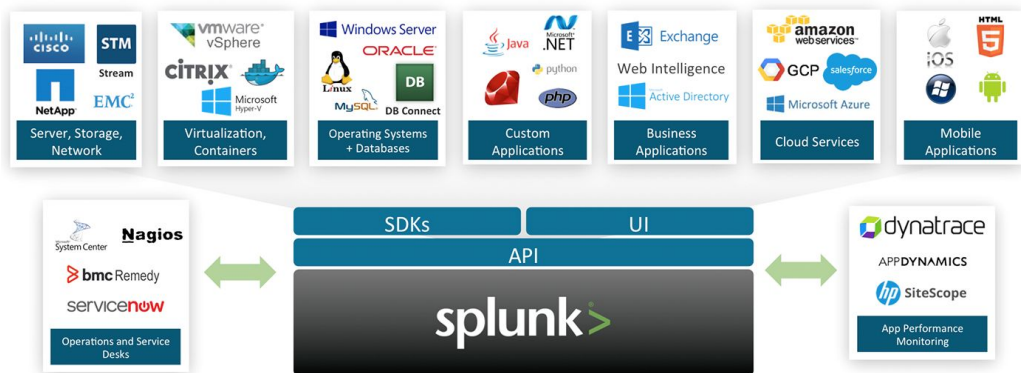 CISCO
STM
Stream
NetApp
EMC²
Server, Storage,
Network
vmware®
vSphere
CITRIX
docker
Microsoft
Hyper-V
Virtualization,
Containers
Windows Server
ORACLE
Linux
DB
MySQL
DB Connect
Operating Systems
+ Databases
Java
Microsoft®
.NET
python
php
Custom
Applications
Exchange
Web Intelligence
Active Directory
Business
Applications
amazon
webservices™
GCP
salesforce
Microsoft Azure
Cloud Services
iOS
HTML
5
Mobile
Applications
SDKs
UI
API
splunk>
System Center
Nagios
bmc Remedy
servicenow
Operations and Service
Desks
dynatrace
APPDYNAMICS
hp SiteScope
App Performance
Monitoring